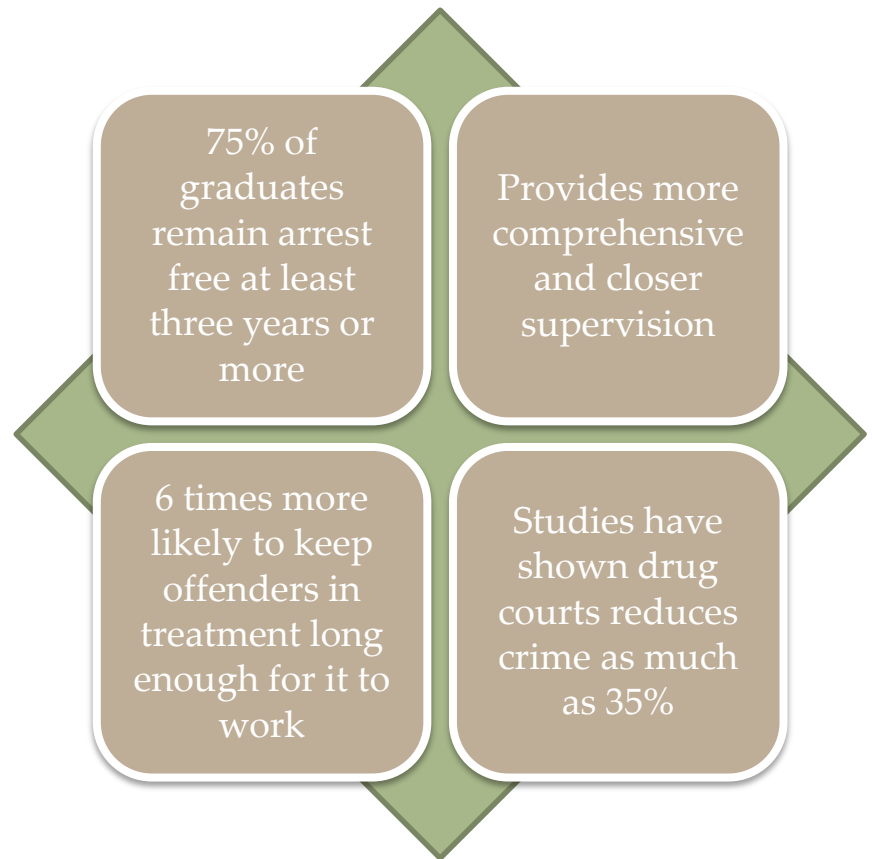 75% of
graduates
remain arrest
free at least
three years or
more
Provides more
comprehensive
and closer
supervision
6 times more
likely to keep
offenders in
treatment long
enough for it to
work
Studies have
shown drug
courts reduces
crime as much
as 35%